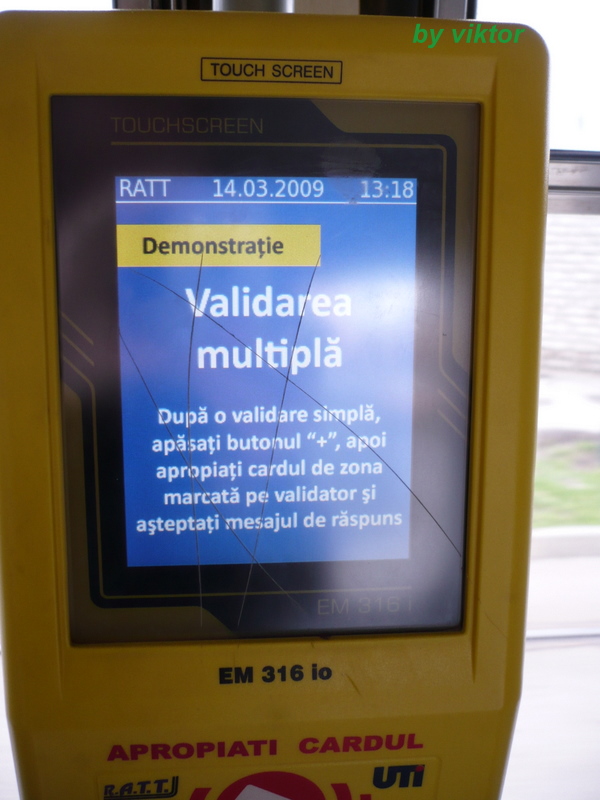 by viktor
TOUCH SCREEN
TOUCHSCREEN
RATT 14.03.2009 13:18
Demonstrație
Validarea
multiplă
După o validare simplă,
apăsați butonul “+”, apoi
apropiați cardul de zona
marcată pe validator şi
aşteptați mesajul de răspuns
EM 316 i
EM 316 io
APROPIATI CARDUL
R.A.T.T.
UTI